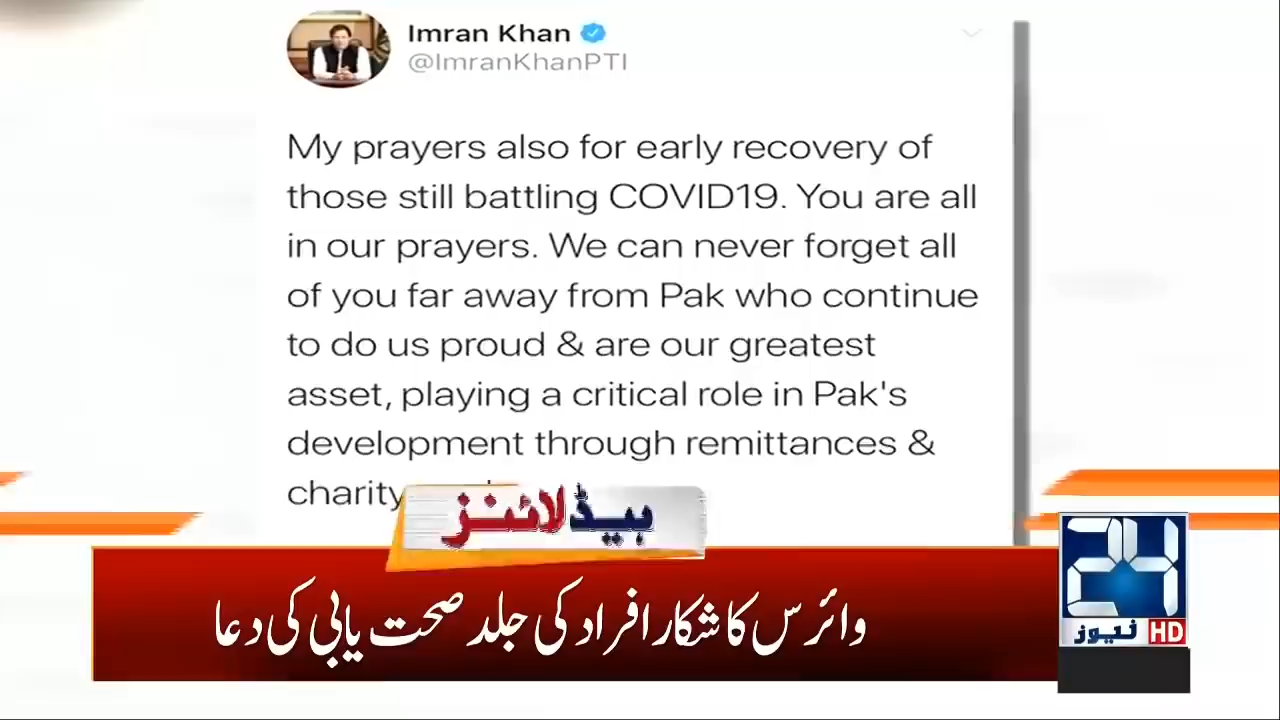 Imran Khan
@ImranKhanPTI
My prayers also for early recovery of
those still battling COVID19. You are all
in our prayers. We can never forget all
of you far away from Pak who continue
to do us proud & are our greatest
asset, playing a critical role in Pak's
development through remittances &
charity
ہیڈلائنز
وائرس کا شکار افراد کی جلد صحت یابی کی دعا
24
نیوز HD